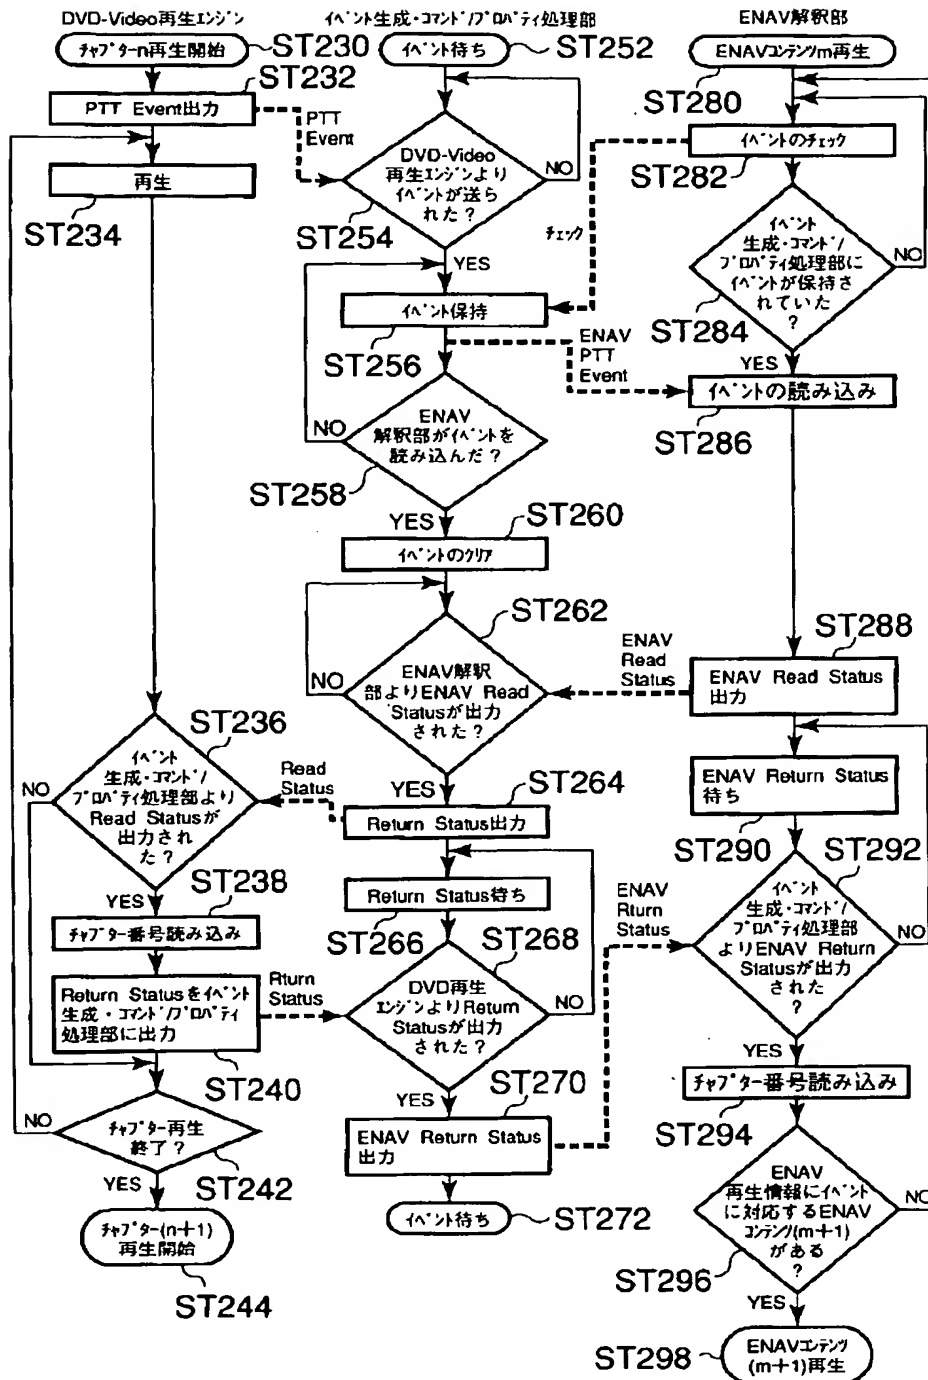 DVD-Video再生エンジン
チャプターn再生開始
ST230
ST232
PTT Event出力
PTT
Event
再生
ST234
ST236
イベント
生成・コマンド/
プロパティ処理部より
Read Statusが
出力され
た？
NO
YES
Read
Status
ST238
チャプター番号読み込み
Return Statusをイベント
生成・コマンド/プロパティ
処理部に出力
Rturn
Status
ST240
チャプター再生
終了？
NO
YES
ST242
チャプター(n+1)
再生開始
ST244
イベント生成・コマンド/プロパティ処理部
イベント待ち
ST252
DVD-Video
再生エンジンより
イベントが送ら
れた？
NO
ST254
YES
チェック
イベント保持
ST256
ENAV
PTT
Event
ENAV
解釈部がイベントを
読み込んだ？
NO
ST258
YES
ST260
イベントのクリア
ST262
ENAV解釈
部よりENAV Read
Statusが出力
された？
NO
ENAV
Read
Status
YES
ST264
Return Status出力
Return Status待ち
ST266
ST268
DVD再生
エンジンよりReturn
Statusが出力
された？
NO
YES
ST270
ENAV Return Status
出力
ENAV
Rturn
Status
イベント待ち
ST272
ENAV解釈部
ENAVコンテンツm再生
ST280
イベントのチェック
ST282
イベント
生成・コマンド/
プロパティ処理部に
イベントが保持さ
れていた
？
NO
ST284
YES
イベントの読み込み
ST286
ST288
ENAV Read Status
出力
ENAV Return Status
待ち
ST290
ST292
イベント
生成・コマンド/
プロパティ処理部
よりENAV Return
Statusが出力
された
？
NO
YES
チャプター番号読み込み
ST294
ENAV
再生情報にイベント
に対応するENAV
コンテンツ(m+1)
がある
？
NO
ST296
YES
ST298
ENAVコンテンツ
(m+1)再生